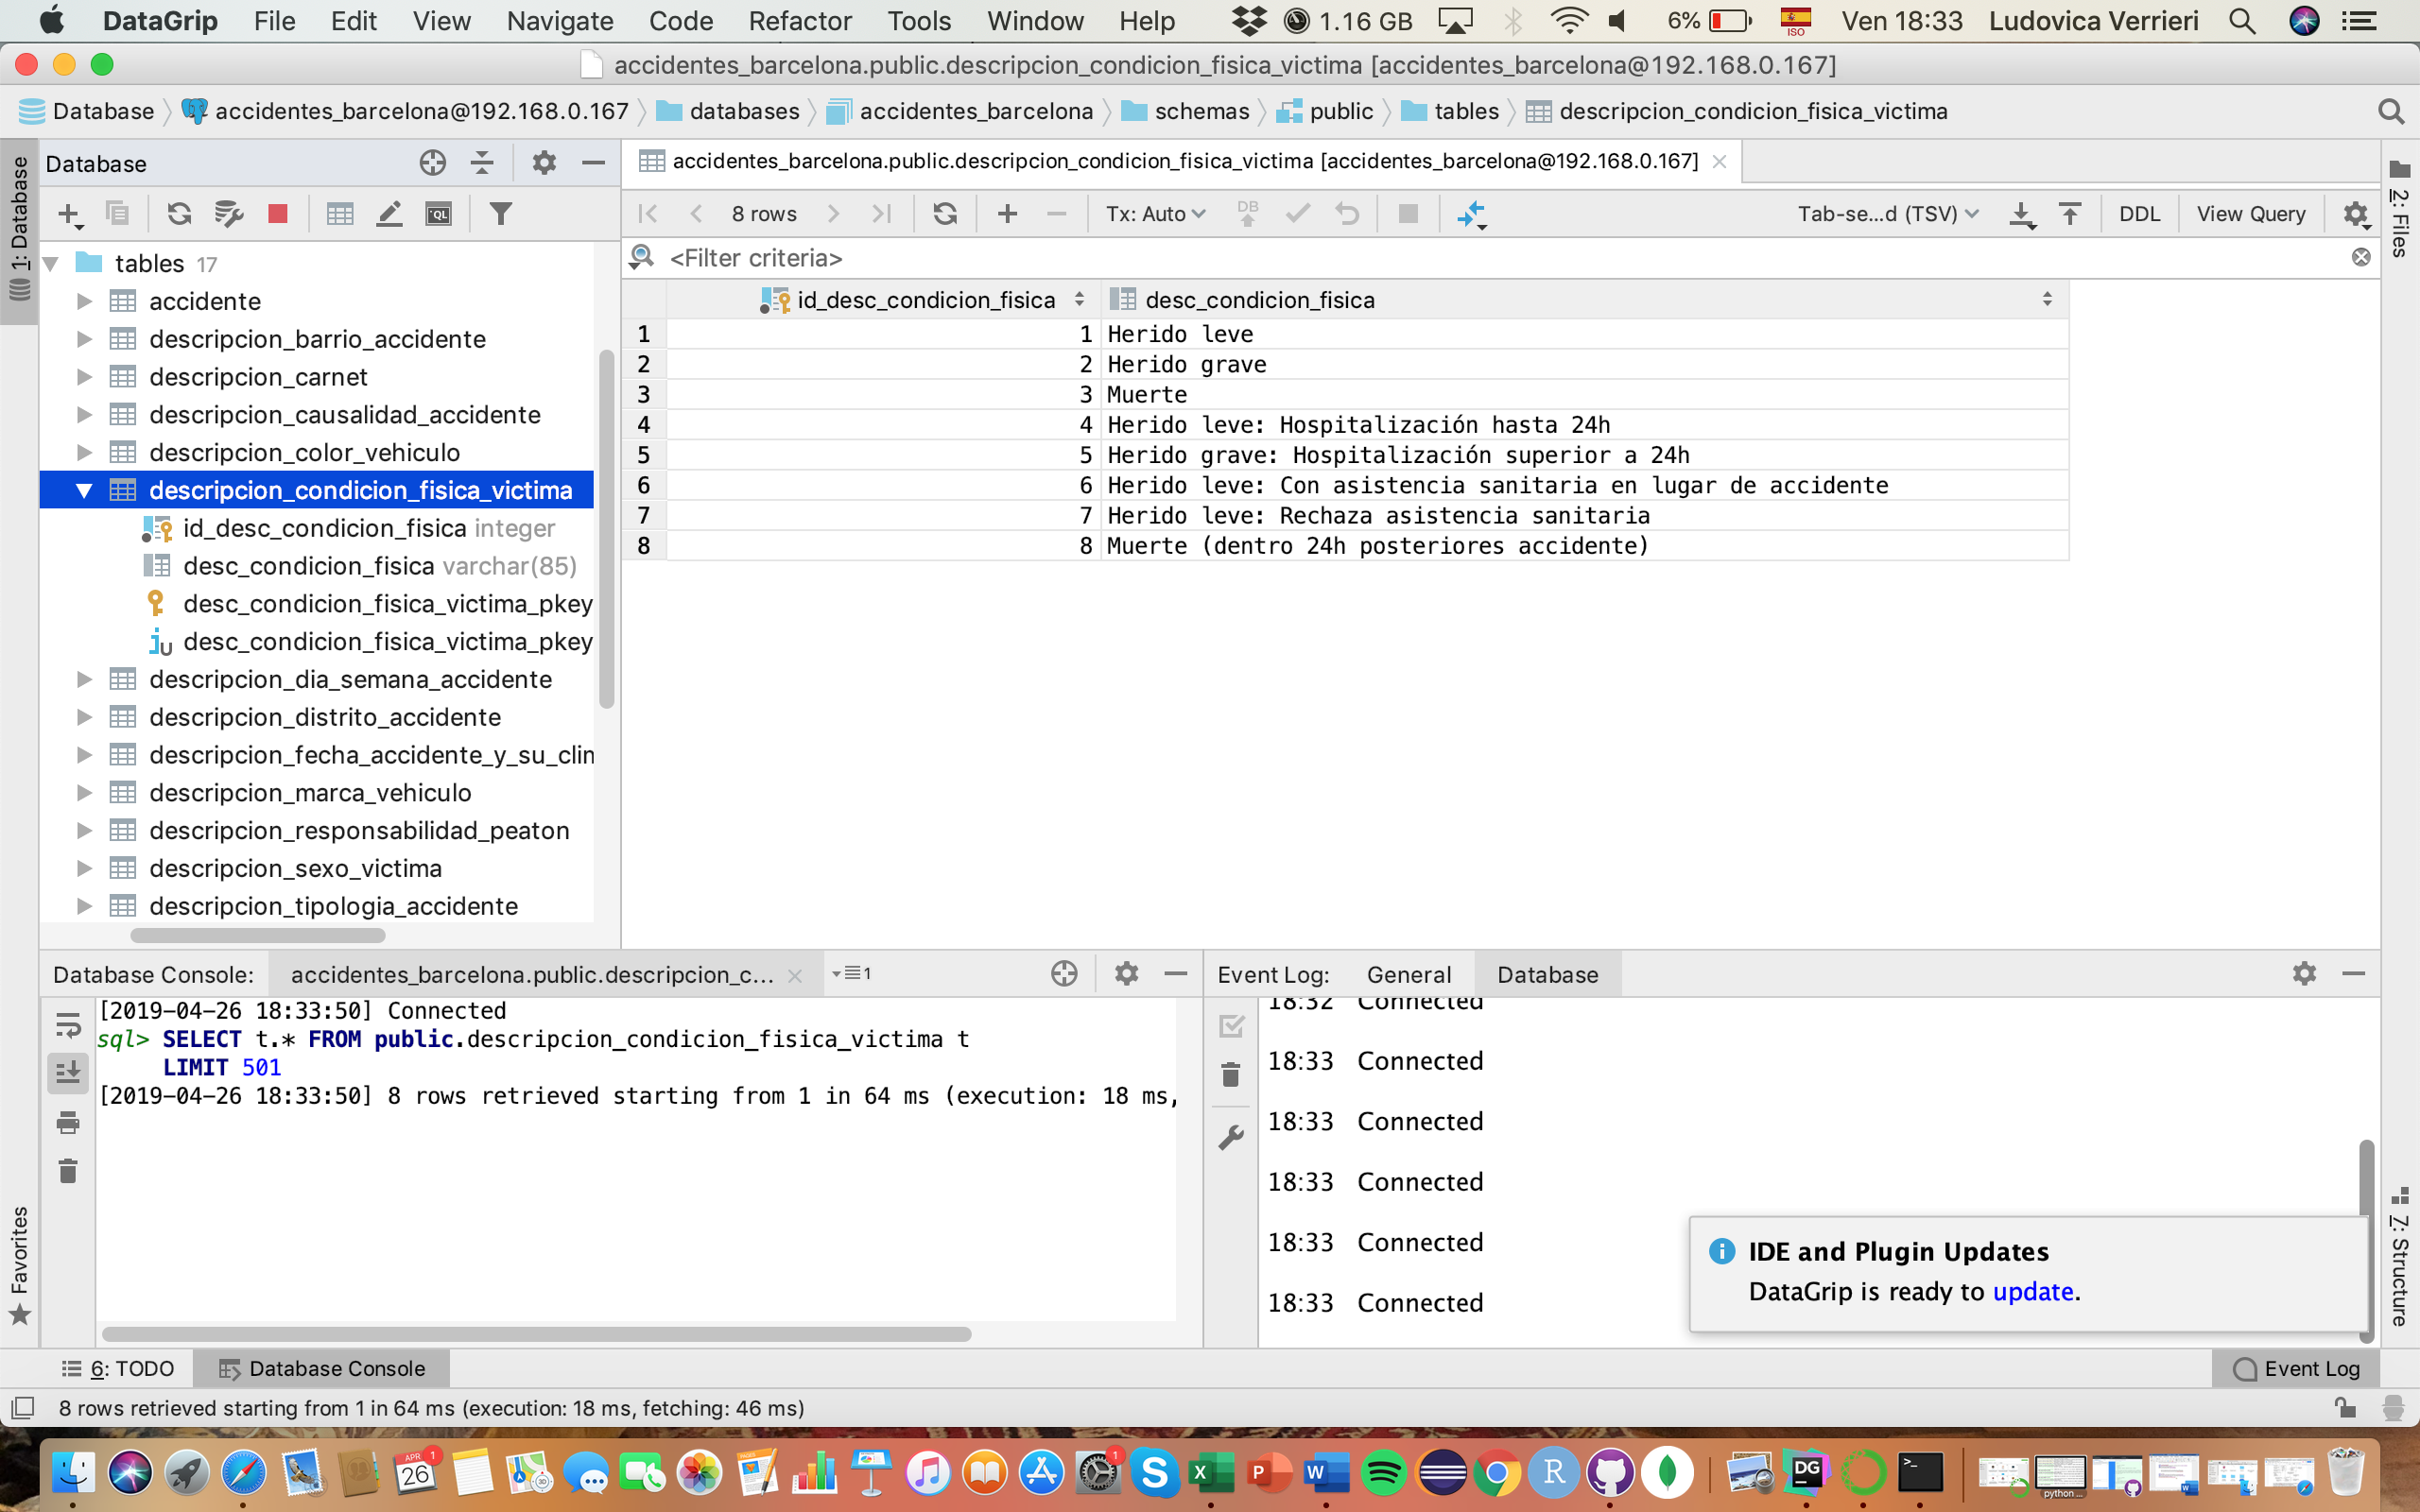 DataGrip File Edit View Navigate Code Refactor Tools Window Help 1.16 GB 6% ISO Ven 18:33 Ludovica Verrieri
accidentes_barcelona.public.descripcion_condicion_fisica_victima [accidentes_barcelona@192.168.0.167]
Database accidentes_barcelona@192.168.0.167 databases accidentes_barcelona schemas public tables descripcion_condicion_fisica_victima
1: Database
Favorites
Database
tables 17
accidente
descripcion_barrio_accidente
descripcion_carnet
descripcion_causalidad_accidente
descripcion_color_vehiculo
descripcion_condicion_fisica_victima
id_desc_condicion_fisica integer
desc_condicion_fisica varchar(85)
desc_condicion_fisica_victima_pkey
desc_condicion_fisica_victima_pkey
descripcion_dia_semana_accidente
descripcion_distrito_accidente
descripcion_fecha_accidente_y_su_clin
descripcion_marca_vehiculo
descripcion_responsabilidad_peaton
descripcion_sexo_victima
descripcion_tipologia_accidente
accidentes_barcelona.public.descripcion_condicion_fisica_victima [accidentes_barcelona@192.168.0.167]
8 rows Tx: Auto DB Tab-se...d (TSV) DDL View Query
<Filter criteria>
id_desc_condicion_fisica desc_condicion_fisica
1 1 Herido leve
2 2 Herido grave
3 3 Muerte
4 4 Herido leve: Hospitalización hasta 24h
5 5 Herido grave: Hospitalización superior a 24h
6 6 Herido leve: Con asistencia sanitaria en lugar de accidente
7 7 Herido leve: Rechaza asistencia sanitaria
8 8 Muerte (dentro 24h posteriores accidente)
2: Files
7: Structure
Database Console: accidentes_barcelona.public.descripcion_c... 1
[2019-04-26 18:33:50] Connected
sql> SELECT t.* FROM public.descripcion_condicion_fisica_victima t
LIMIT 501
[2019-04-26 18:33:50] 8 rows retrieved starting from 1 in 64 ms (execution: 18 ms,
Event Log: General Database
18:32 Connected
18:33 Connected
18:33 Connected
18:33 Connected
18:33 Connected
18:33 Connected
IDE and Plugin Updates
DataGrip is ready to update.
6: TODO Database Console Event Log
8 rows retrieved starting from 1 in 64 ms (execution: 18 ms, fetching: 46 ms)
APR 26 1 1 S X P W R DG >_ python ...